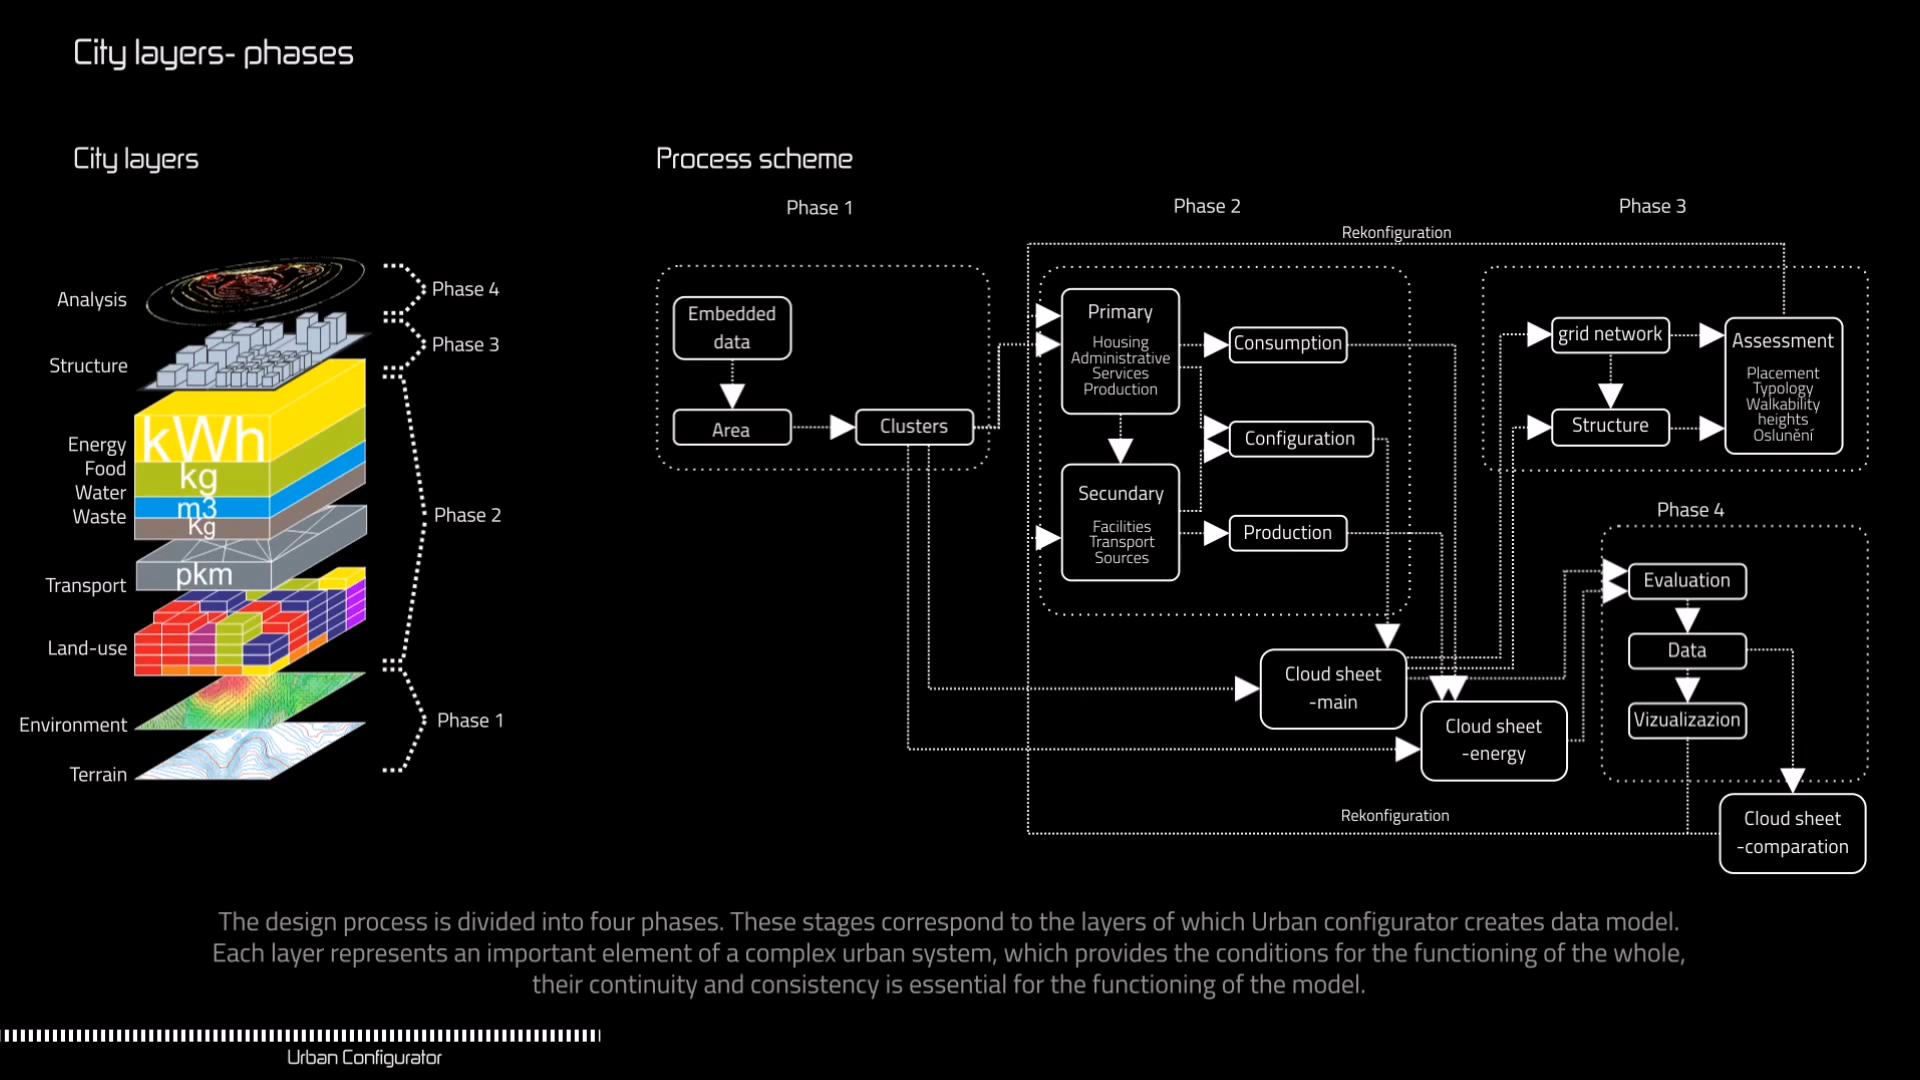 City layers- phases
City layers
Process scheme
Phase 1
Phase 2
Phase 3
Rekonfiguration
Analysis
Structure
Energy
Food
Water
Waste
Transport
Land-use
Environment
Terrain
kWh
kg
m3
Kg
pkm
Phase 4
Phase 3
Phase 2
Phase 1
Embedded
data
Area
Clusters
Primary
Housing
Administrative
Services
Production
Secundary
Facilities
Transport
Sources
Consumption
Configuration
Production
Cloud sheet
-main
Cloud sheet
-energy
grid network
Structure
Assessment
Placement
Typology
Walkability
heights
Oslunění
Phase 4
Evaluation
Data
Vizualizazion
Cloud sheet
-comparation
Rekonfiguration
The design process is divided into four phases. These stages correspond to the layers of which Urban configurator creates data model.
Each layer represents an important element of a complex urban system, which provides the conditions for the functioning of the whole,
their continuity and consistency is essential for the functioning of the model.
Urban Configurator